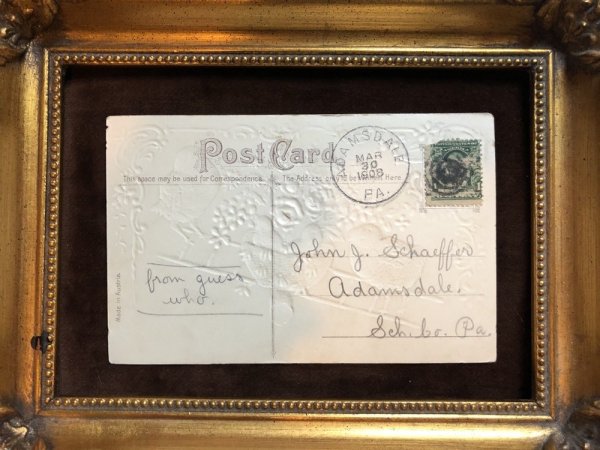 Post Card
This space may be used for Correspondence.
The Address only to be Written Here.
ADAMSDALE
MAR
30
1909
PA.
1
John J. Schaeffer
Adamsdale.
Sch. Co. Pa.
from guess
who.
Made in Austria.